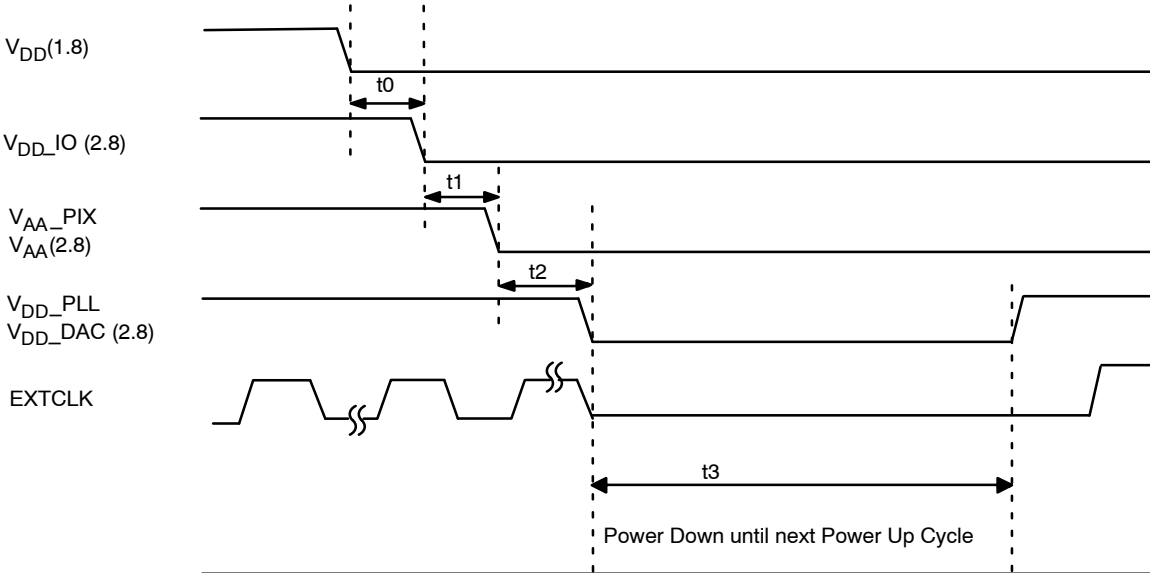 VDD(1.8)
t0
VDD_IO (2.8)
t1
VAA_PIX
VAA(2.8)
t2
VDD_PLL
VDD_DAC (2.8)
EXTCLK
t3
Power Down until next Power Up Cycle